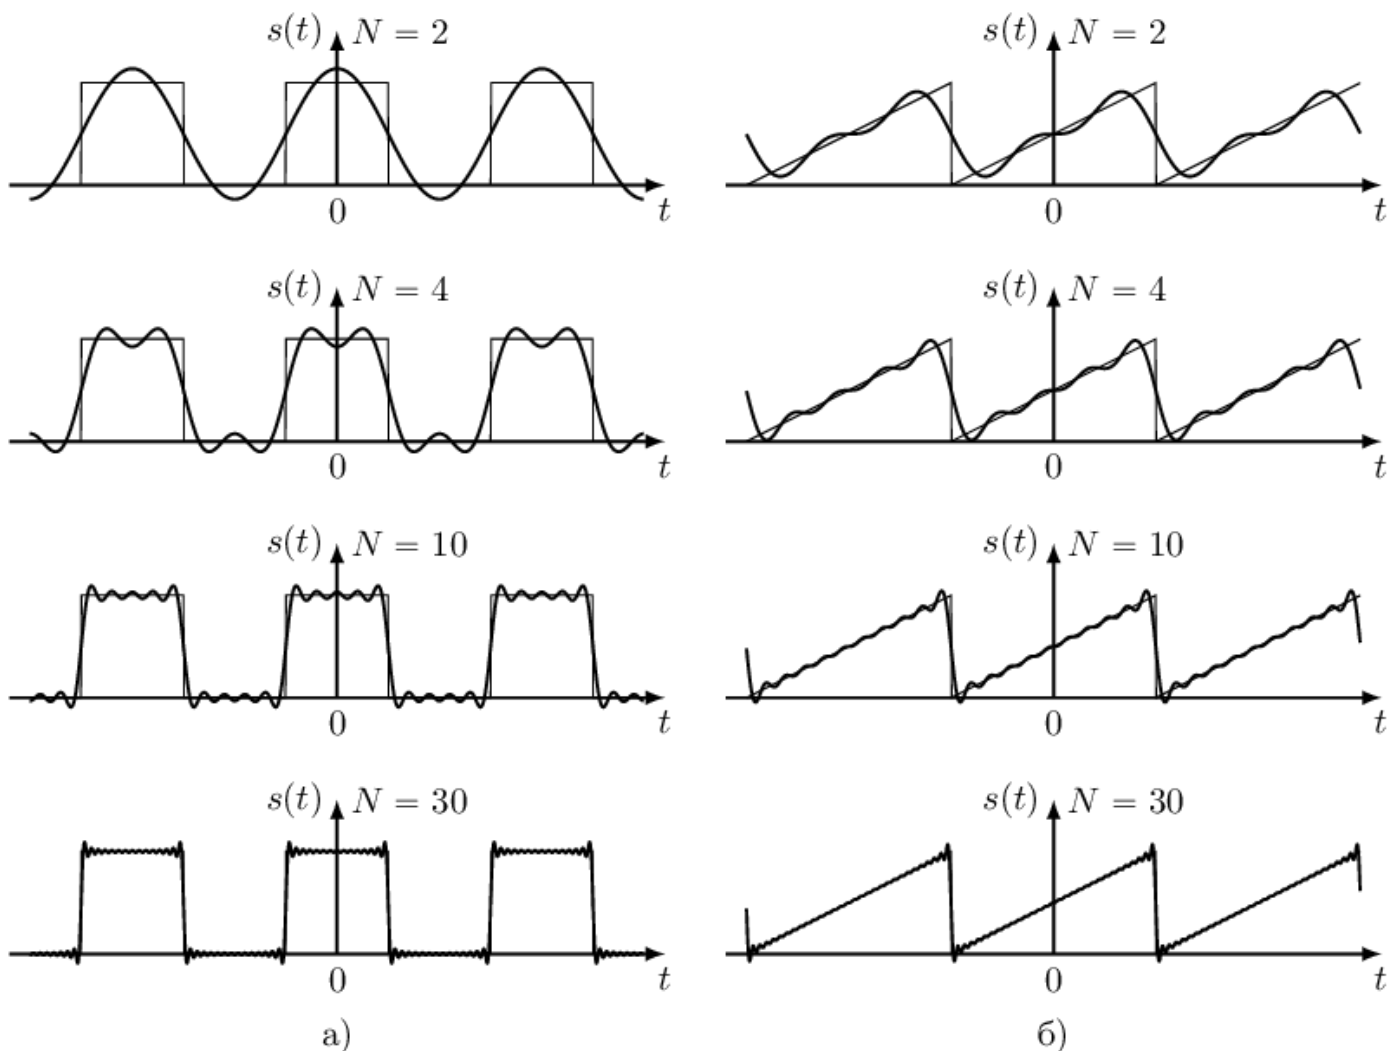 s(t) N = 2 s(t) N = 2
0 t 0 t
s(t) N = 4 s(t) N = 4
0 t 0 t
s(t) N = 10 s(t) N = 10
0 t 0 t
s(t) N = 30 s(t) N = 30
0 t 0 t
а) б)